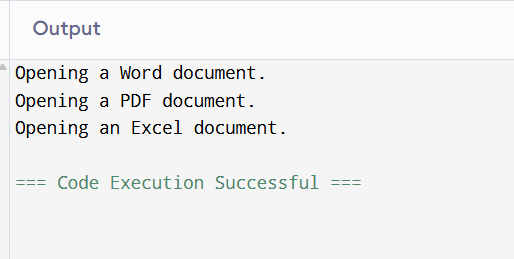 Output
Opening a Word document.
Opening a PDF document.
Opening an Excel document.
=== Code Execution Successful ===